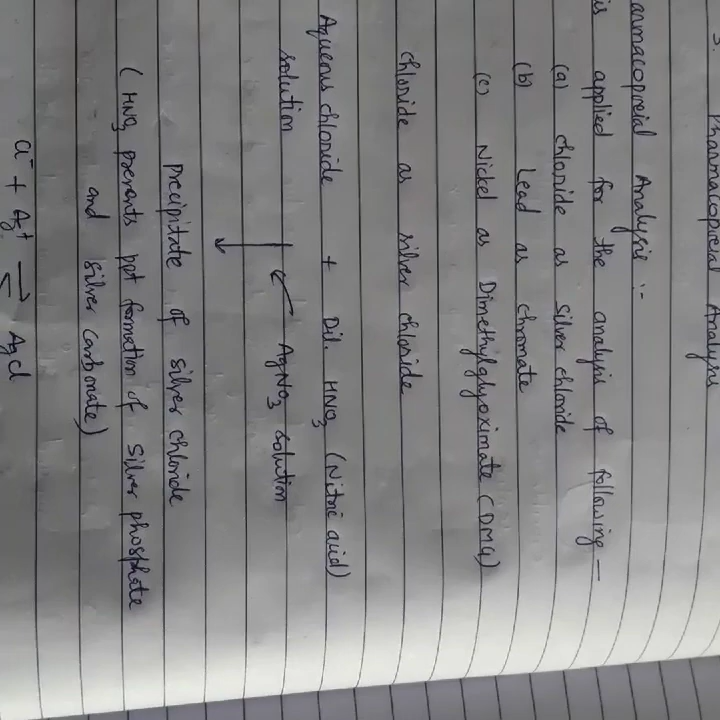 5. Pharmacopoeial Analysis
armacopoeial Analysis :-
is applied for the analysis of following –
(a) chloride as silver chloride
(b) Lead as chromate
(c) Nickel as Dimethylglyoximate (DMG)
chloride as silver chloride
Aqueous chloride + Dil. HNO3 (Nitric acid)
solution
AgNO3 solution
Precipitate of silver chloride
(HNO3 prevents ppt formation of silver phosphate
and silver carbonate)
Cl⁻ + Ag⁺ ⇌ AgCl